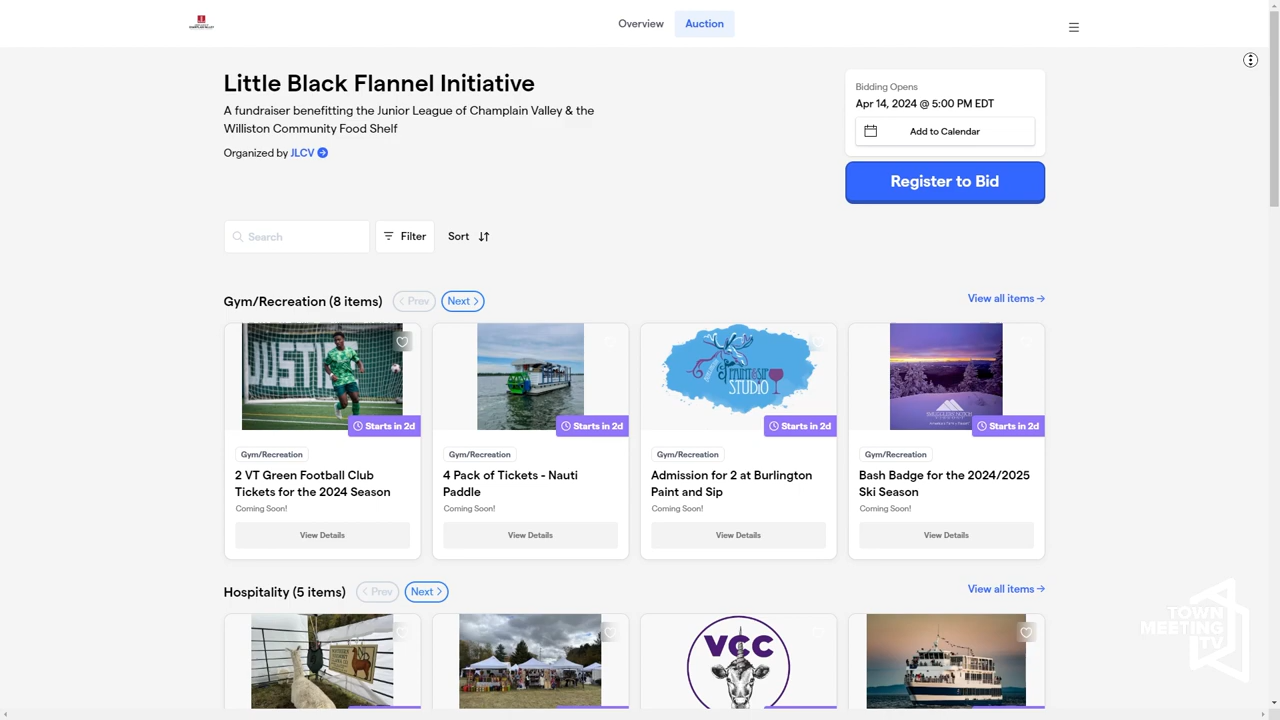 Overview
Auction
Little Black Flannel Initiative
A fundraiser benefitting the Junior League of Champlain Valley & the
Williston Community Food Shelf
Organized by JLCV
Bidding Opens
Apr 14, 2024 @ 5:00 PM EDT
Add to Calendar
Register to Bid
Search
Filter
Sort
Gym/Recreation (8 items)
Prev
Next
View all items
Starts in 2d
Starts in 2d
PAINT & SIP
STUDIO
Starts in 2d
Starts in 2d
Gym/Recreation
2 VT Green Football Club
Tickets for the 2024 Season
Coming Soon!
View Details
Gym/Recreation
4 Pack of Tickets - Nauti
Paddle
Coming Soon!
View Details
Gym/Recreation
Admission for 2 at Burlington
Paint and Sip
Coming Soon!
View Details
Gym/Recreation
Bash Badge for the 2024/2025
Ski Season
Coming Soon!
View Details
Hospitality (5 items)
Prev
Next
View all items
VCC
TOWN
MEETING
TV